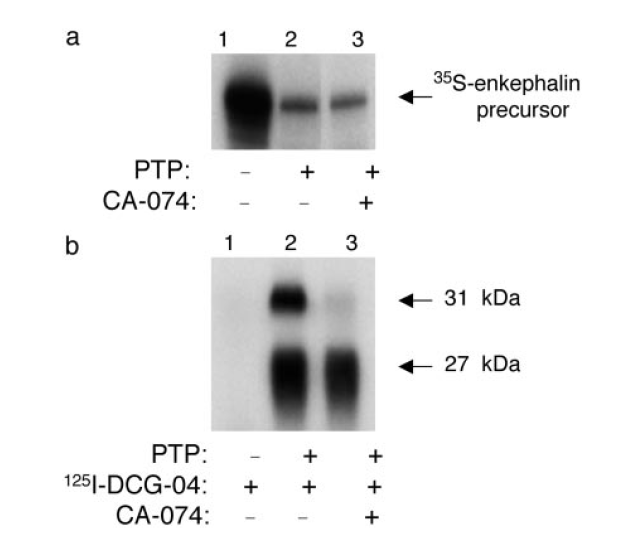 a
1 2 3
³⁵S-enkephalin
precursor
PTP: – + +
CA-074: – – +
b
1 2 3
31 kDa
27 kDa
PTP: – + +
¹²⁵I-DCG-04: + + +
CA-074: – – +